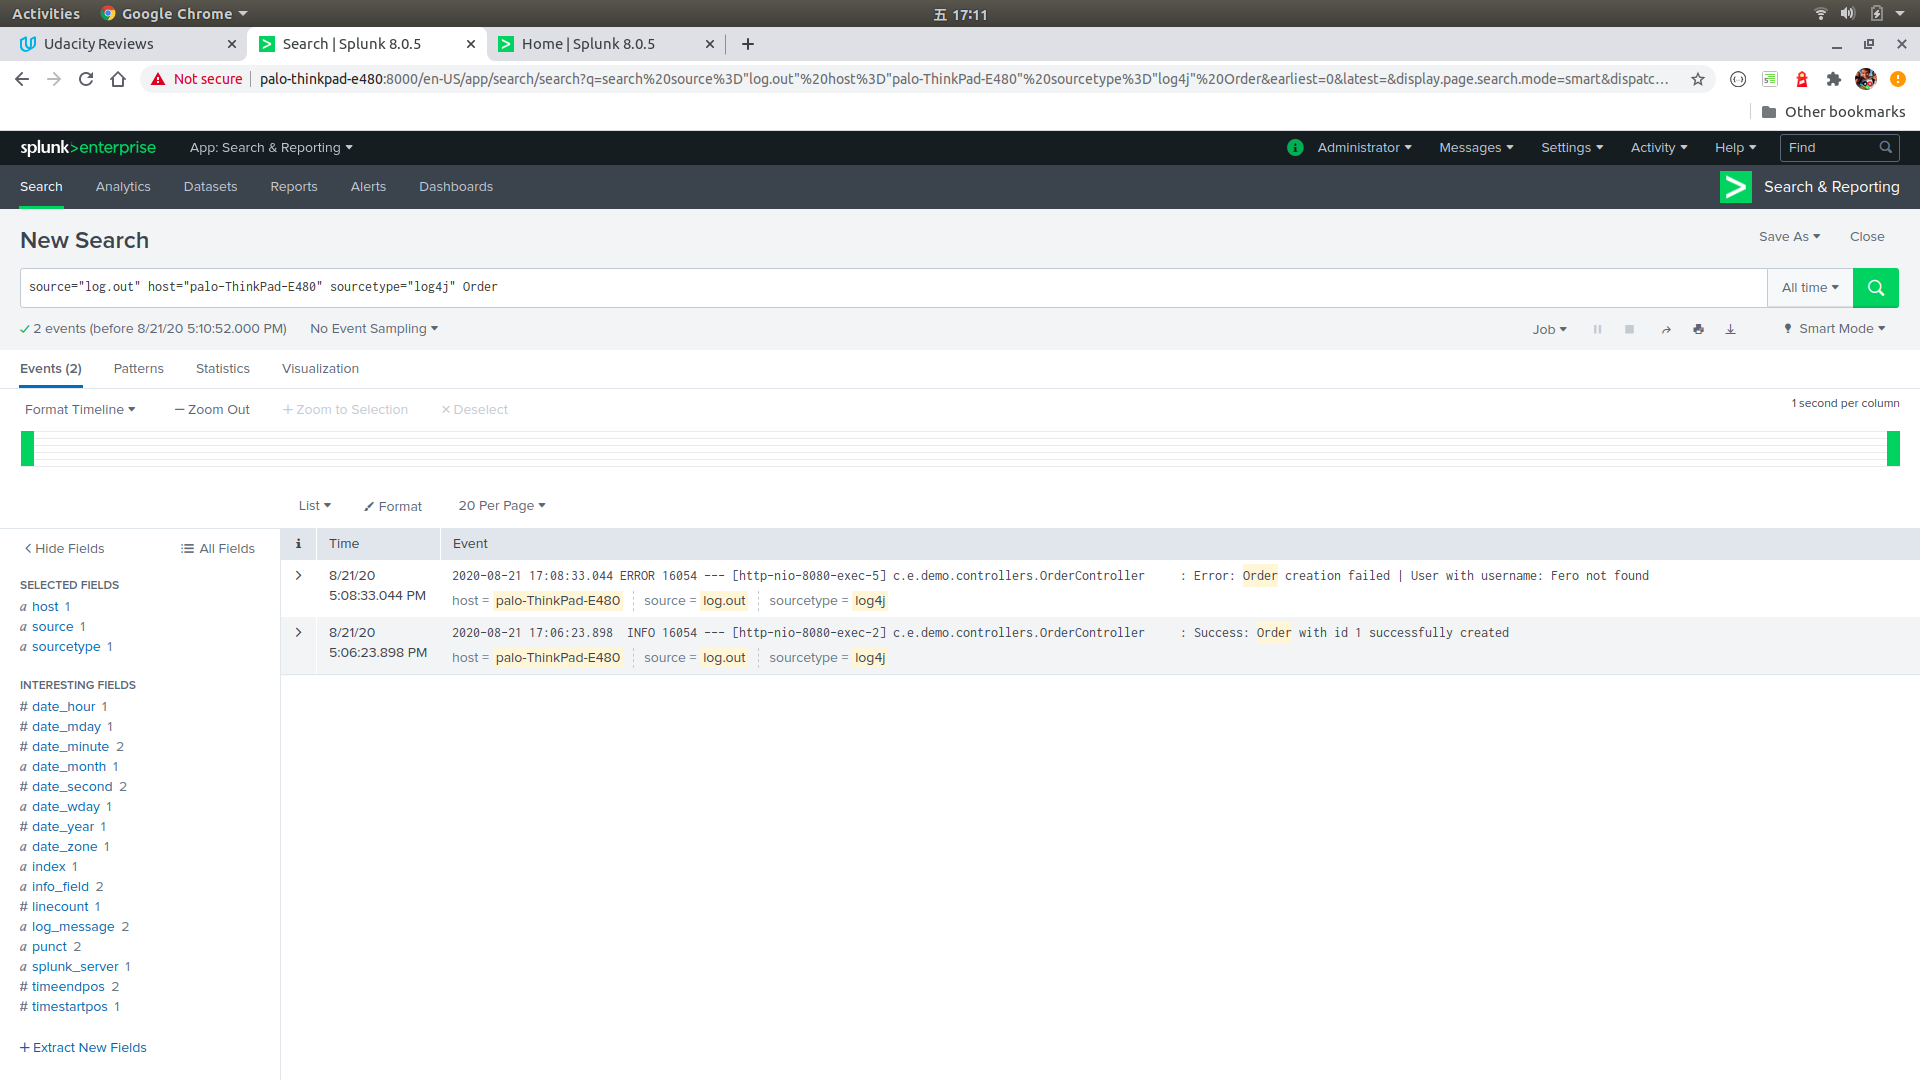 Activities Google Chrome 五 17:11
Udacity Reviews Search | Splunk 8.0.5 Home | Splunk 8.0.5
Not secure palo-thinkpad-e480:8000/en-US/app/search/search?q=search%20source%3D"log.out"%20host%3D"palo-ThinkPad-E480"%20sourcetype%3D"log4j"%20Order&earliest=0&latest=&display.page.search.mode=smart&dispatc...
Other bookmarks
splunk>enterprise App: Search & Reporting i Administrator Messages Settings Activity Help Find
Search Analytics Datasets Reports Alerts Dashboards Search & Reporting
New Search Save As Close
source="log.out" host="palo-ThinkPad-E480" sourcetype="log4j" Order All time
2 events (before 8/21/20 5:10:52.000 PM) No Event Sampling Job Smart Mode
Events (2) Patterns Statistics Visualization
Format Timeline — Zoom Out + Zoom to Selection × Deselect 1 second per column
List Format 20 Per Page
< Hide Fields All Fields i Time Event
SELECTED FIELDS
a host 1
a source 1
a sourcetype 1
INTERESTING FIELDS
# date_hour 1
# date_mday 1
# date_minute 2
a date_month 1
# date_second 2
a date_wday 1
# date_year 1
a date_zone 1
a index 1
a info_field 2
# linecount 1
a log_message 2
a punct 2
a splunk_server 1
# timeendpos 2
# timestartpos 1
+ Extract New Fields
8/21/20 2020-08-21 17:08:33.044 ERROR 16054 --- [http-nio-8080-exec-5] c.e.demo.controllers.OrderController : Error: Order creation failed | User with username: Fero not found
5:08:33.044 PM host = palo-ThinkPad-E480 source = log.out sourcetype = log4j
8/21/20 2020-08-21 17:06:23.898 INFO 16054 --- [http-nio-8080-exec-2] c.e.demo.controllers.OrderController : Success: Order with id 1 successfully created
5:06:23.898 PM host = palo-ThinkPad-E480 source = log.out sourcetype = log4j